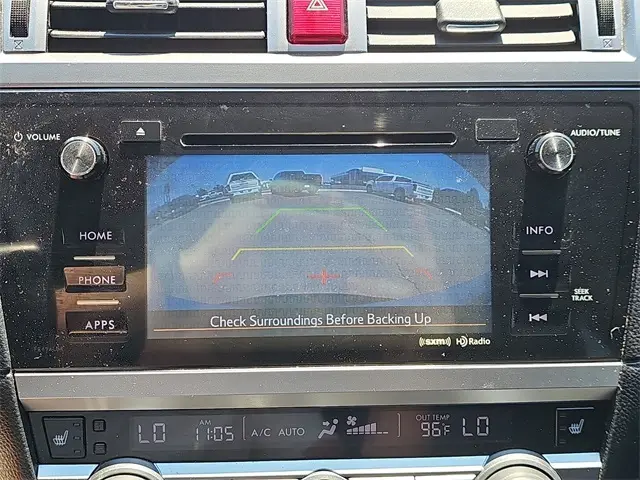 VOLUME
AUDIO/TUNE
HOME
INFO
PHONE
SEEK
TRACK
APPS
Check Surroundings Before Backing Up
((sxm)) HD Radio
LO
AM
11:05
A/C AUTO
OUT TEMP
96°F
LO